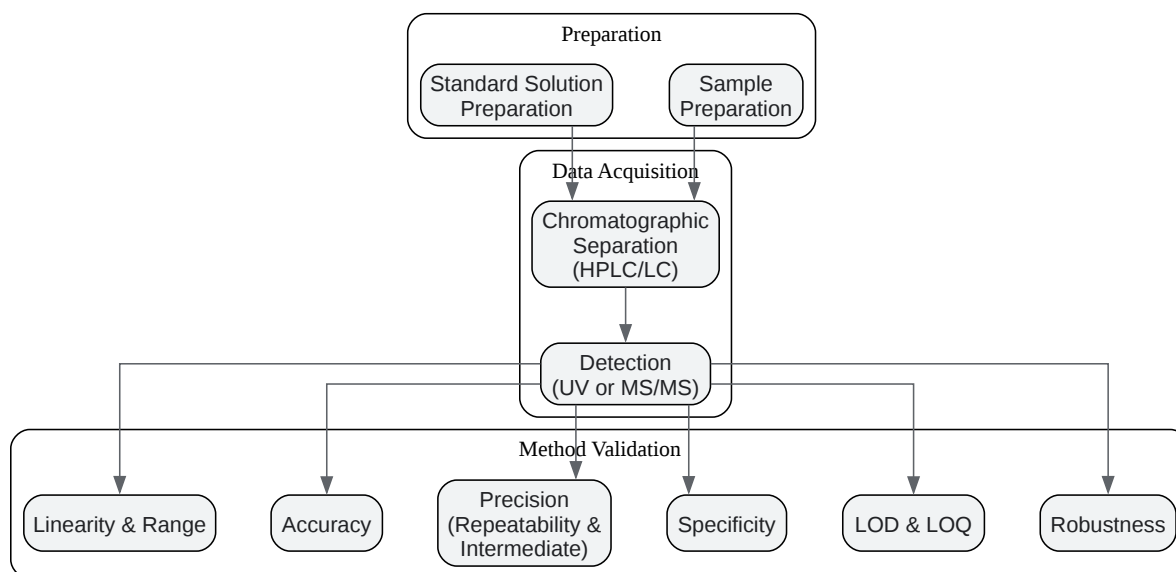 Preparation
Standard Solution
Preparation
Sample
Preparation
Data Acquisition
Chromatographic
Separation
(HPLC/LC)
Detection
(UV or MS/MS)
Method Validation
Linearity & Range
Accuracy
Precision
(Repeatability &
Intermediate)
Specificity
LOD & LOQ
Robustness